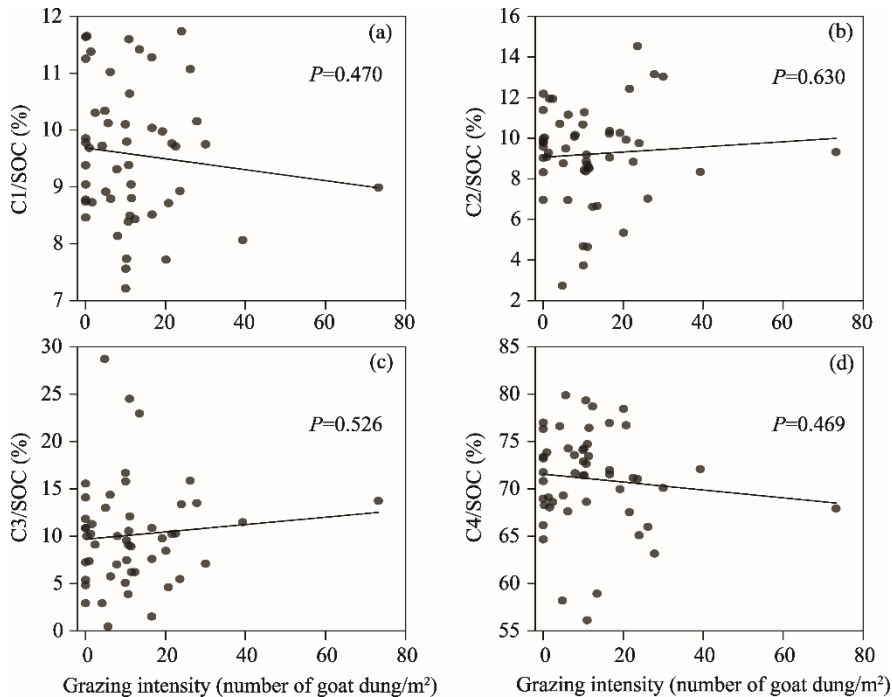 (a)
P=0.470
C1/SOC (%)
12
11
10
9
8
7
0 20 40 60 80
(b)
P=0.630
C2/SOC (%)
16
14
12
10
8
6
4
2
0 20 40 60 80
(c)
P=0.526
C3/SOC (%)
30
25
20
15
10
5
0
0 20 40 60 80
Grazing intensity (number of goat dung/m²)
(d)
P=0.469
C4/SOC (%)
85
80
75
70
65
60
55
0 20 40 60 80
Grazing intensity (number of goat dung/m²)